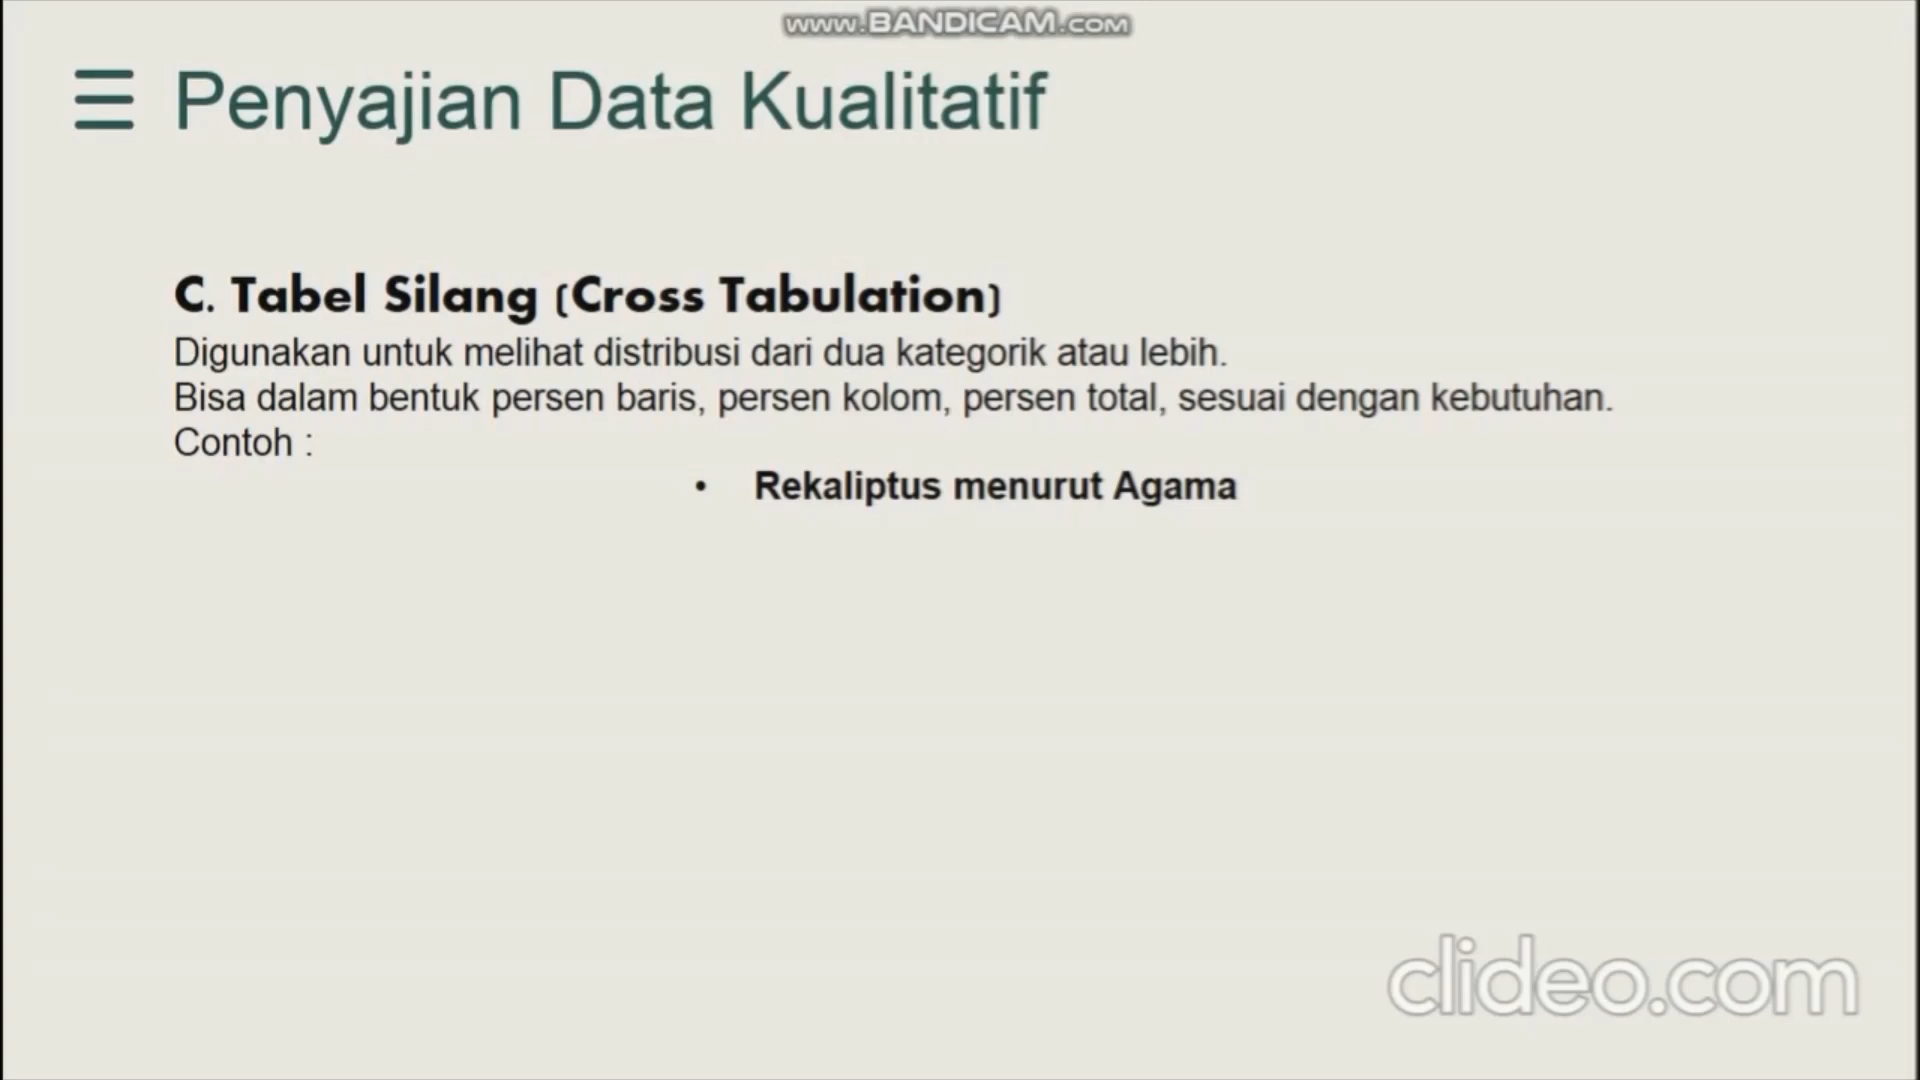 www.BANDICAM.com
Penyajian Data Kualitatif
C. Tabel Silang (Cross Tabulation)
Digunakan untuk melihat distribusi dari dua kategorik atau lebih.
Bisa dalam bentuk persen baris, persen kolom, persen total, sesuai dengan kebutuhan.
Contoh :
• Rekaliptus menurut Agama
clideo.com